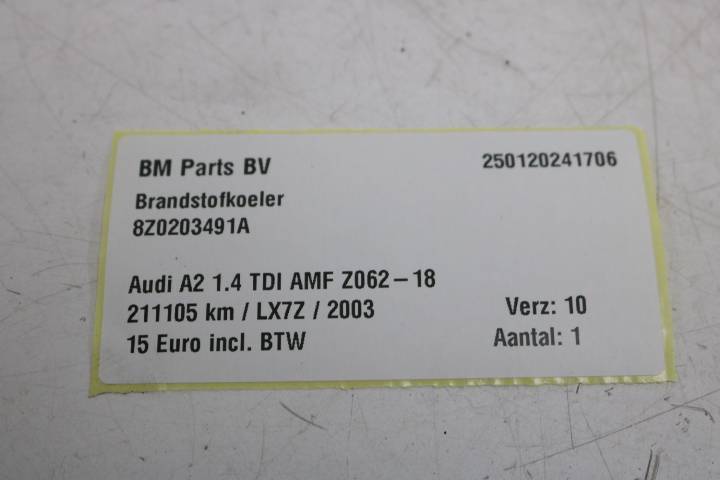 BM Parts BV 250120241706
Brandstofkoeler
8Z0203491A
Audi A2 1.4 TDI AMF Z062-18
211105 km / LX7Z / 2003 Verz: 10
15 Euro incl. BTW Aantal: 1